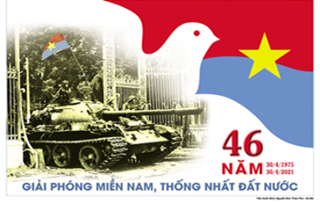 46
NĂM
30/4/1975
30/4/2021
GIẢI PHÓNG MIỀN NAM, THỐNG NHẤT ĐẤT NƯỚC